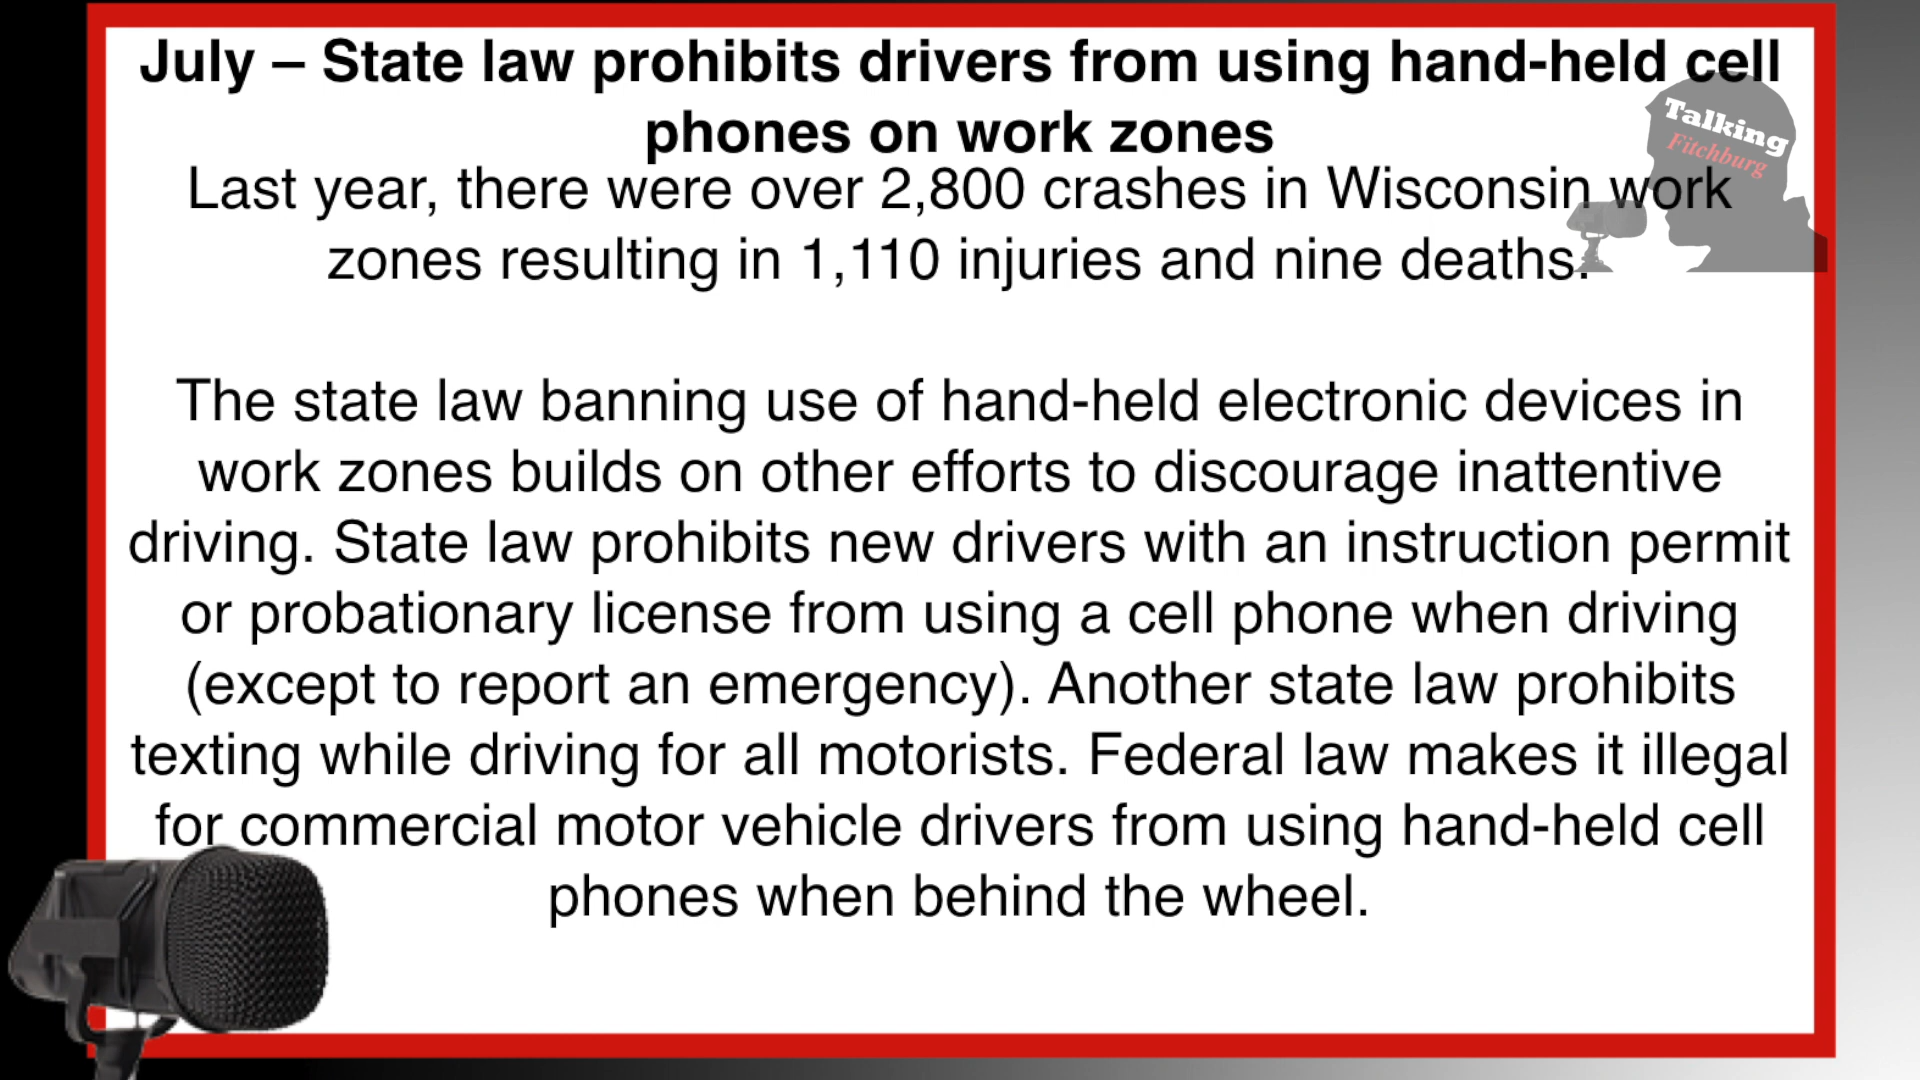 July – State law prohibits drivers from using hand-held cell
phones on work zones
Talking
Fitchburg
Last year, there were over 2,800 crashes in Wisconsin work
zones resulting in 1,110 injuries and nine deaths.
The state law banning use of hand-held electronic devices in
work zones builds on other efforts to discourage inattentive
driving. State law prohibits new drivers with an instruction permit
or probationary license from using a cell phone when driving
(except to report an emergency). Another state law prohibits
texting while driving for all motorists. Federal law makes it illegal
for commercial motor vehicle drivers from using hand-held cell
phones when behind the wheel.